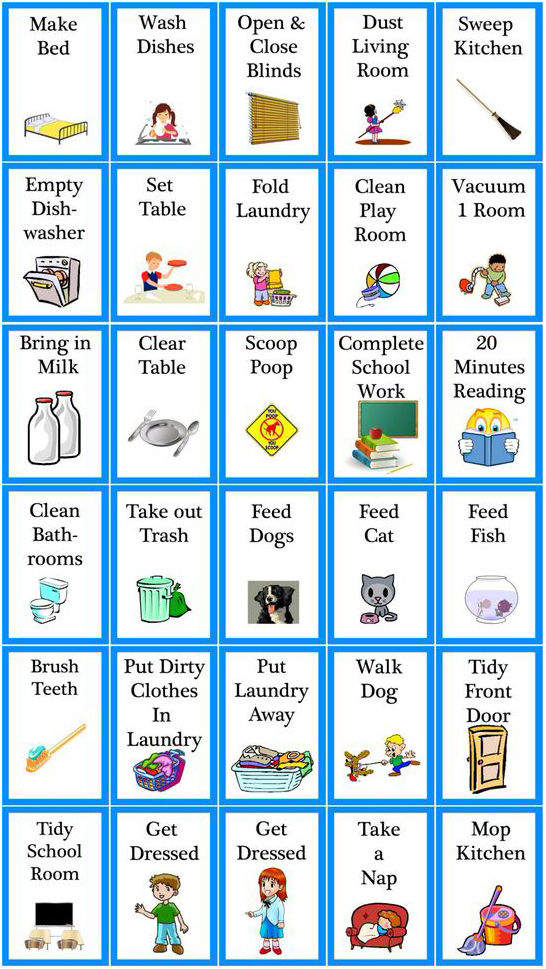 Make
Bed
Wash
Dishes
Open &
Close
Blinds
Dust
Living
Room
Sweep
Kitchen
Empty
Dish-
washer
Set
Table
Fold
Laundry
Clean
Play
Room
Vacuum
1 Room
Bring in
Milk
Clear
Table
Scoop
Poop
YOU
POOP
YOU
SCOOP
Complete
School
Work
20
Minutes
Reading
Clean
Bath-
rooms
Take out
Trash
Feed
Dogs
Feed
Cat
Feed
Fish
Brush
Teeth
Put Dirty
Clothes
In
Laundry
Put
Laundry
Away
Walk
Dog
Tidy
Front
Door
Tidy
School
Room
Get
Dressed
Get
Dressed
Take
a
Nap
Mop
Kitchen